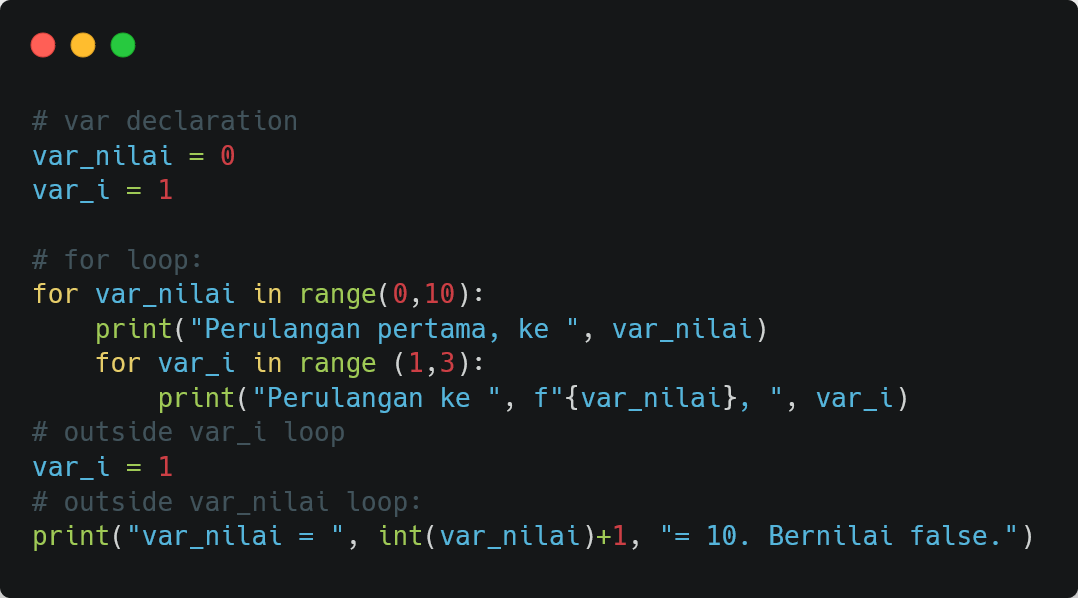 # var declaration
var_nilai = 0
var_i = 1

# for loop:
for var_nilai in range(0,10):
    print("Perulangan pertama, ke ", var_nilai)
    for var_i in range (1,3):
        print("Perulangan ke ", f"{var_nilai}, ", var_i)
# outside var_i loop
var_i = 1
# outside var_nilai loop:
print("var_nilai = ", int(var_nilai)+1, "= 10. Bernilai false.")